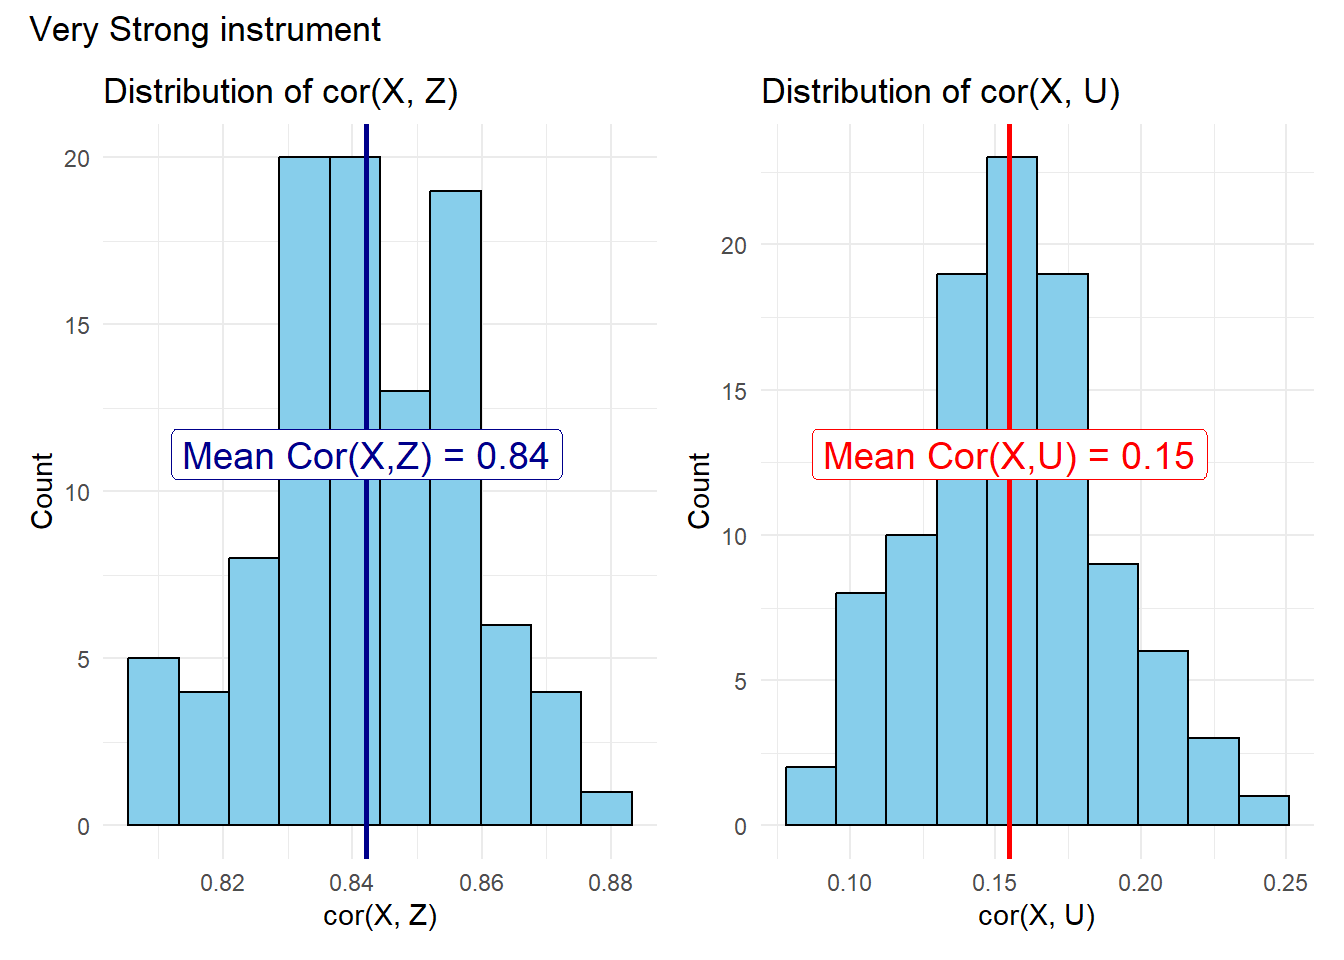 Very Strong instrument
Distribution of cor(X, Z)
20
15
10
5
0
Count
Mean Cor(X,Z) = 0.84
0.82 0.84 0.86 0.88
cor(X, Z)
Distribution of cor(X, U)
20
15
10
5
0
Count
Mean Cor(X,U) = 0.15
0.10 0.15 0.20 0.25
cor(X, U)